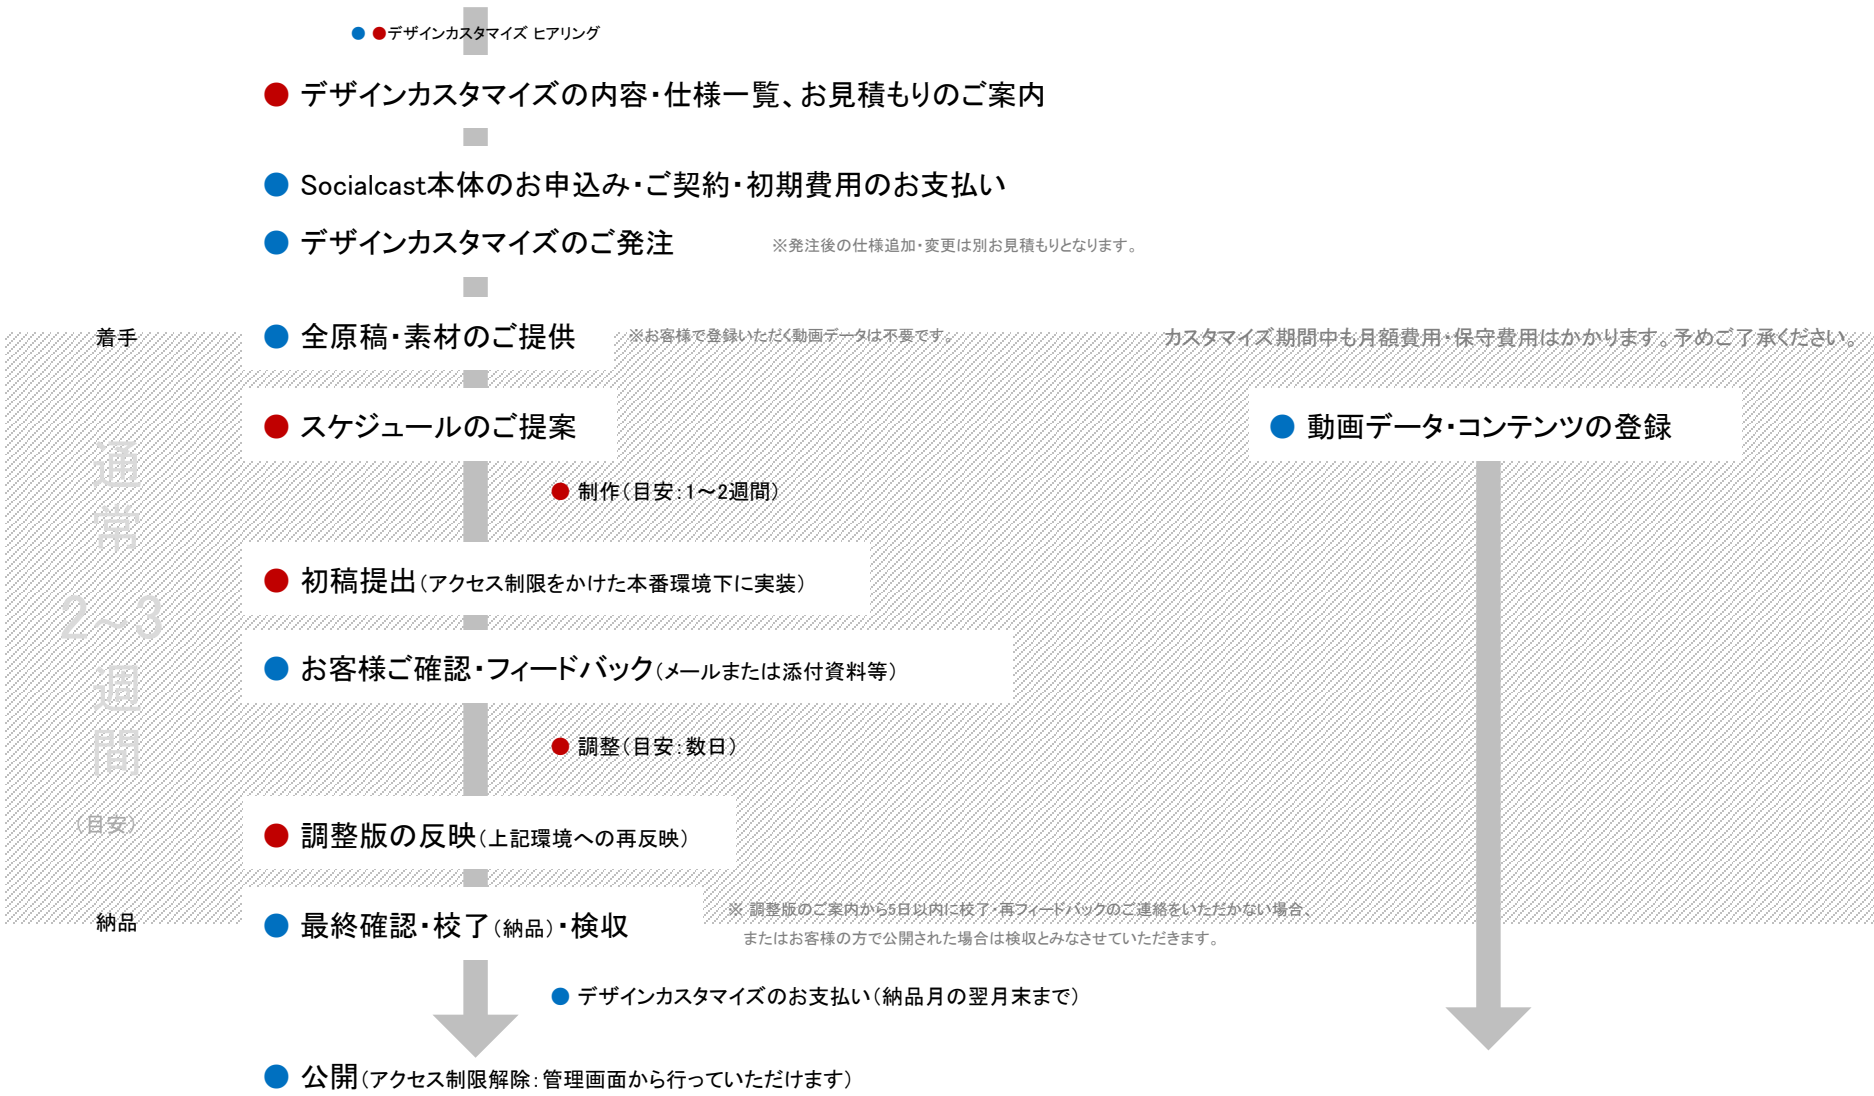 ●●デザインカスタマイズ ヒアリング
● デザインカスタマイズの内容・仕様一覧、お見積もりのご案内
● Socialcast本体のお申込み・ご契約・初期費用のお支払い
● デザインカスタマイズのご発注 ※発注後の仕様追加・変更は別お見積もりとなります。
着手 ● 全原稿・素材のご提供 ※お客様で登録いただく動画データは不要です。 カスタマイズ期間中も月額費用・保守費用はかかります。予めご了承ください。
● スケジュールのご提案 ● 動画データ・コンテンツの登録
通
常
2~3
週
間
(目安)
● 制作(目安:1~2週間)
● 初稿提出(アクセス制限をかけた本番環境下に実装)
● お客様ご確認・フィードバック(メールまたは添付資料等)
● 調整(目安:数日)
● 調整版の反映(上記環境への再反映)
納品 ● 最終確認・校了(納品)・検収 ※ 調整版のご案内から5日以内に校了・再フィードバックのご連絡をいただかない場合、
またはお客様の方で公開された場合は検収とみなさせていただきます。
● デザインカスタマイズのお支払い(納品月の翌月末まで)
● 公開(アクセス制限解除:管理画面から行っていただけます)